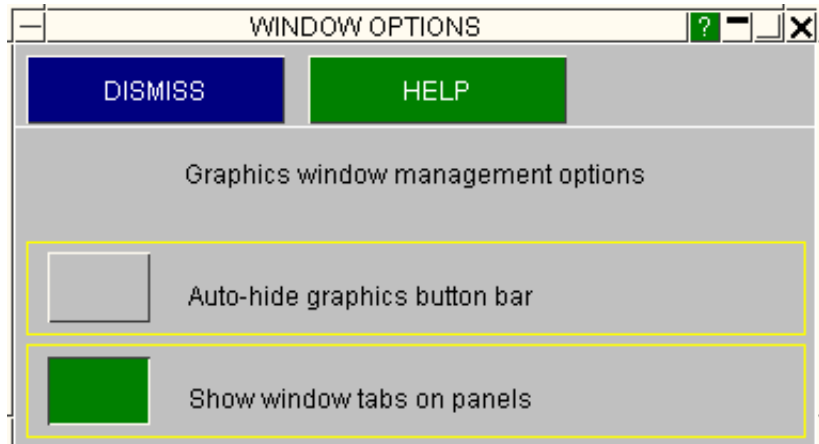 WINDOW OPTIONS ?
DISMISS HELP
Graphics window management options
Auto-hide graphics button bar
Show window tabs on panels